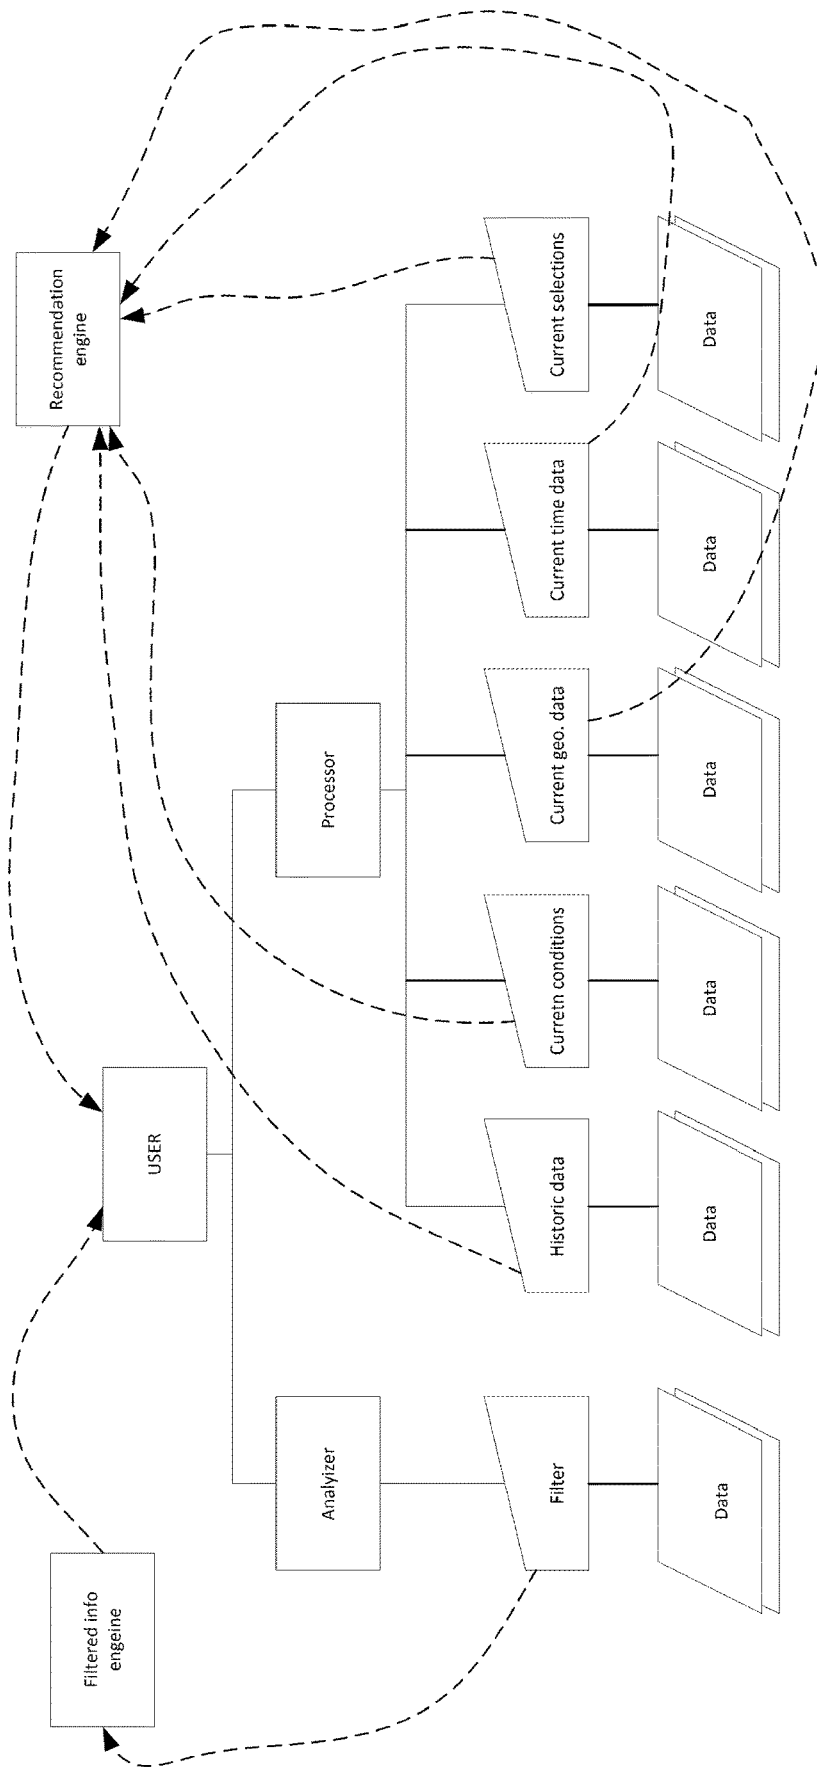 Filtered info
engeine
Recommendation
engine
USER
Analyizer
Processor
Filter
Historic data
Curretn conditions
Current geo. data
Current time data
Current selections
Data
Data
Data
Data
Data
Data